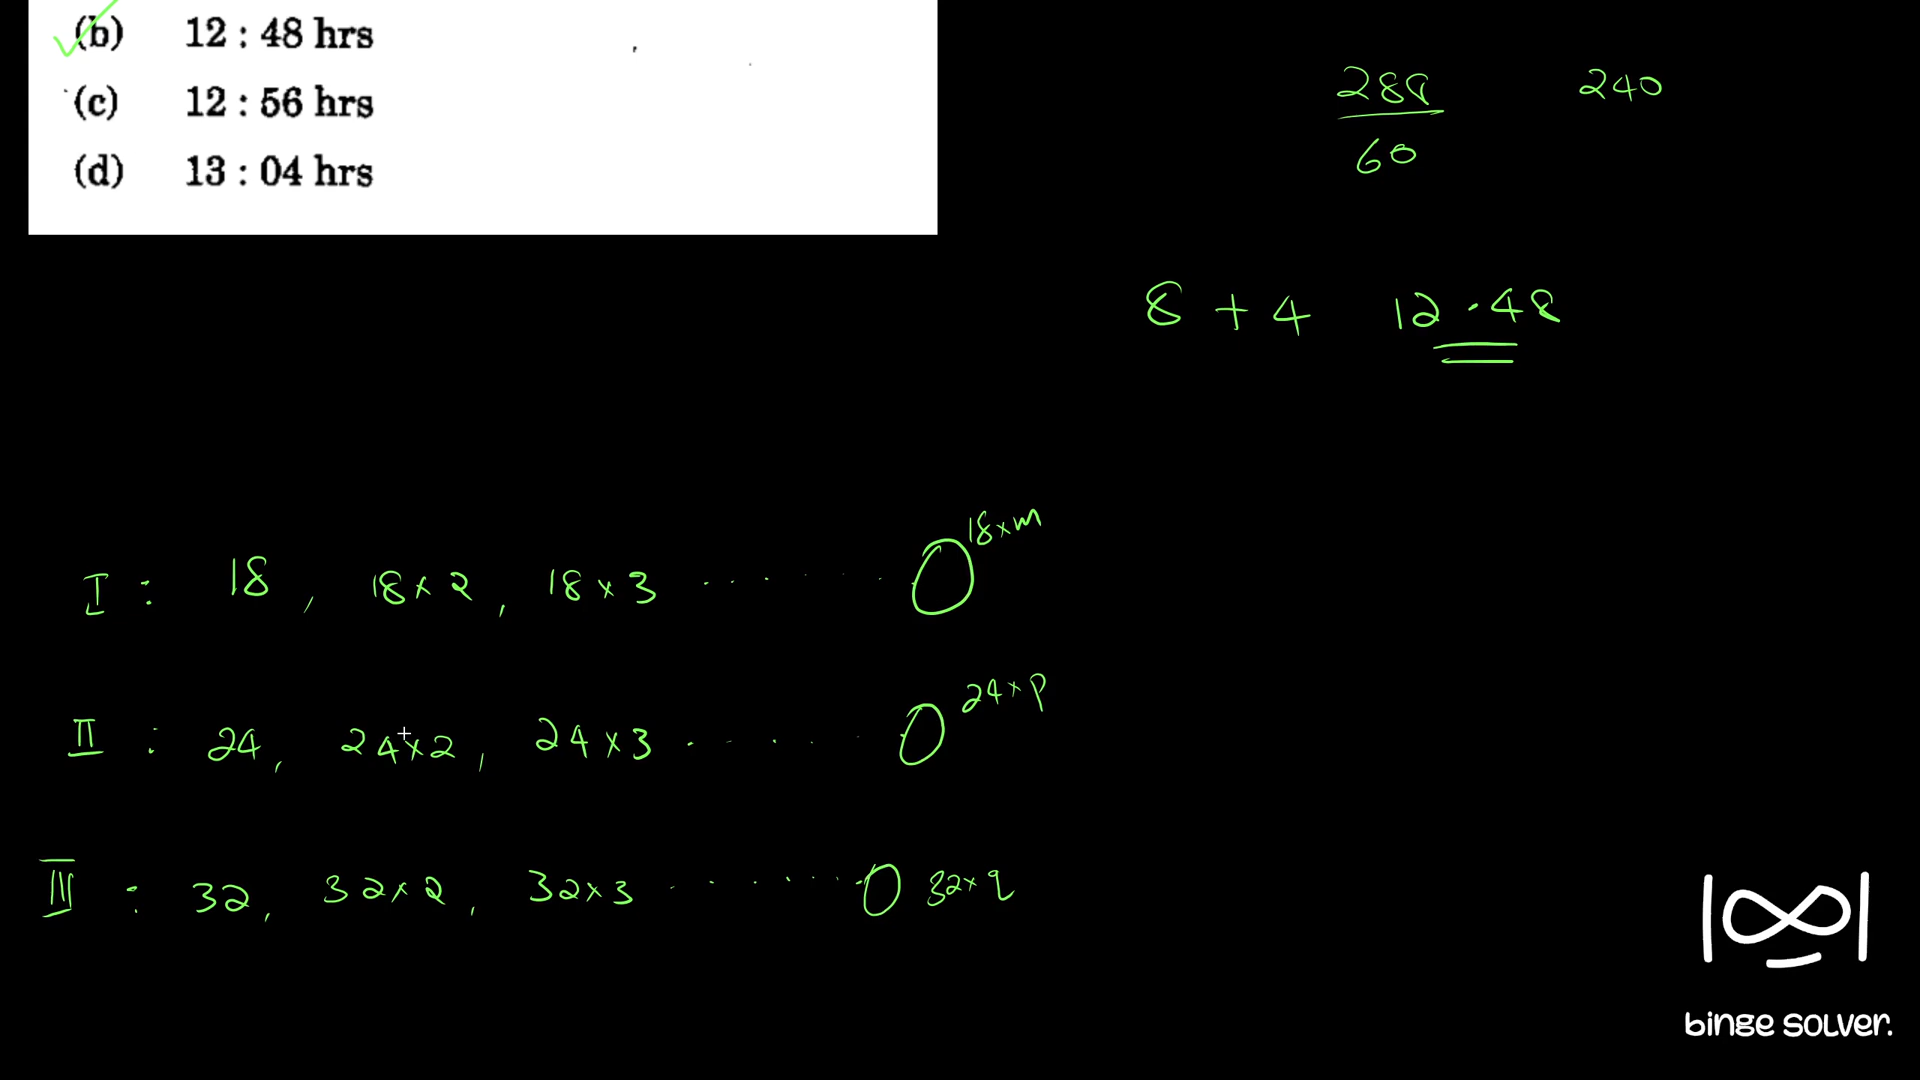 (b) 12 : 48 hrs
(c) 12 : 56 hrs
(d) 13 : 04 hrs
288 240
60
8 + 4 12.48
I : 18, 18×2, 18×3 ....... 18×m
II : 24, 24×2, 24×3 ....... 24×p
III : 32, 32×2, 32×3 ....... 32×q
binge solver.